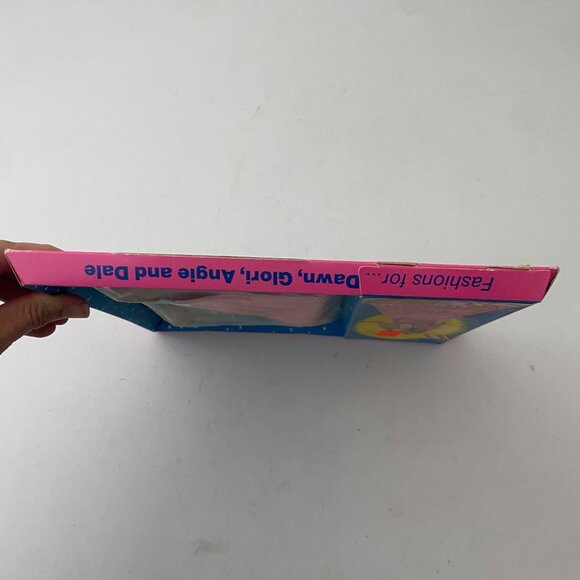 Fashions for...
Dawn, Glori, Angie and Dale